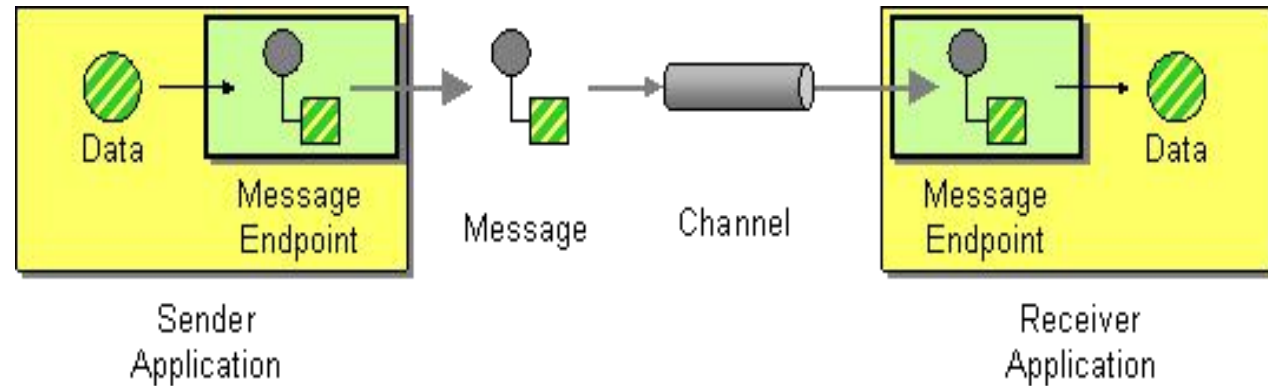 Data
Message
Endpoint
Sender
Application
Message
Channel
Message
Endpoint
Data
Receiver
Application